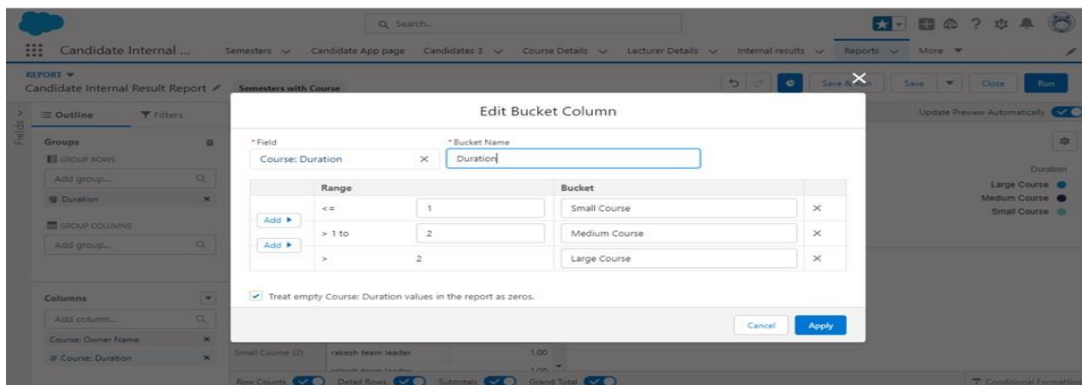 Search...
Candidate Internal ...
Semesters
Candidate App page
Candidates 3
Course Details
Lecturer Details
Internal results
Reports
More
REPORT
Candidate Internal Result Report
Semesters with Course
Save & Run
Save
Close
Run
Fields
Outline
Filters
Update Preview Automatically
Groups
GROUP ROWS
Add group...
Duration
GROUP COLUMNS
Add group...
Columns
Add column...
Course: Owner Name
# Course: Duration
Edit Bucket Column
* Field
* Bucket Name
Course: Duration
Duration
Range
Bucket
Add
<=
1
Small Course
> 1 to
2
Medium Course
Add
>
2
Large Course
Treat empty Course: Duration values in the report as zeros.
Cancel
Apply
Duration
Large Course
Medium Course
Small Course
Small Course (2)
rakesh team leader
1.00
Row Counts
Detail Rows
Subtotals
Grand Total
Conditional Formatting